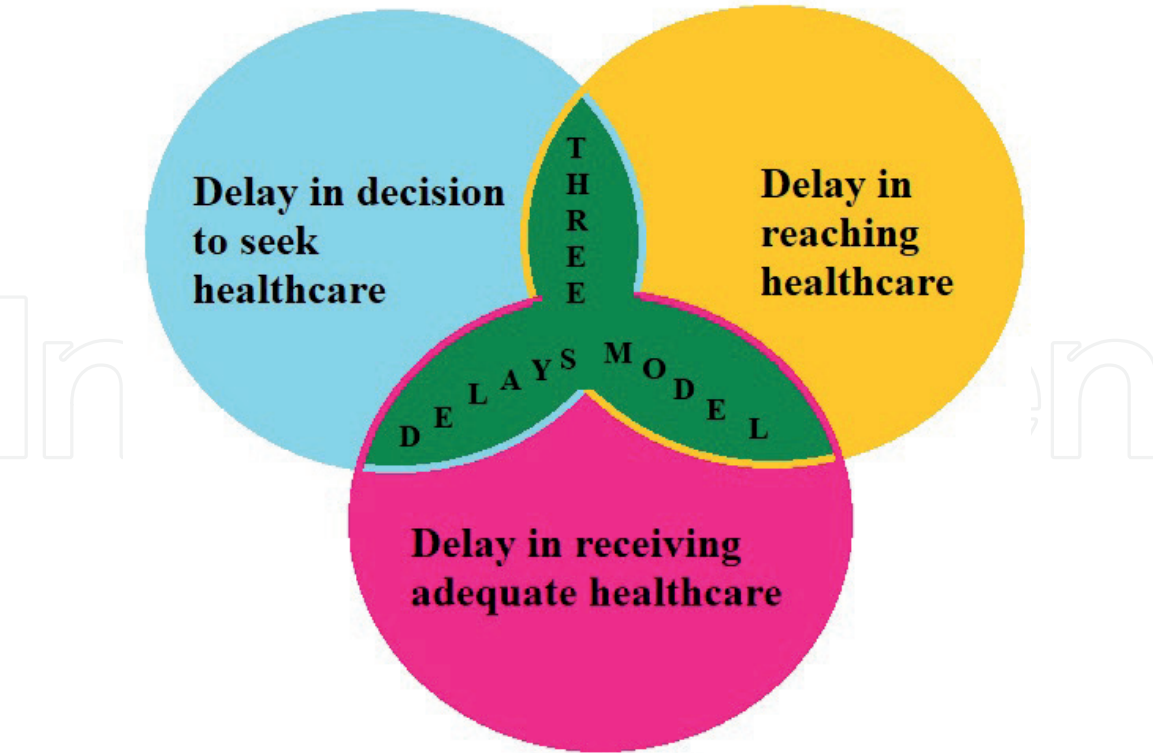 Delay in decision
to seek
healthcare
Delay in
reaching
healthcare
THREE
DELAYS
MODEL
Delay in receiving
adequate healthcare